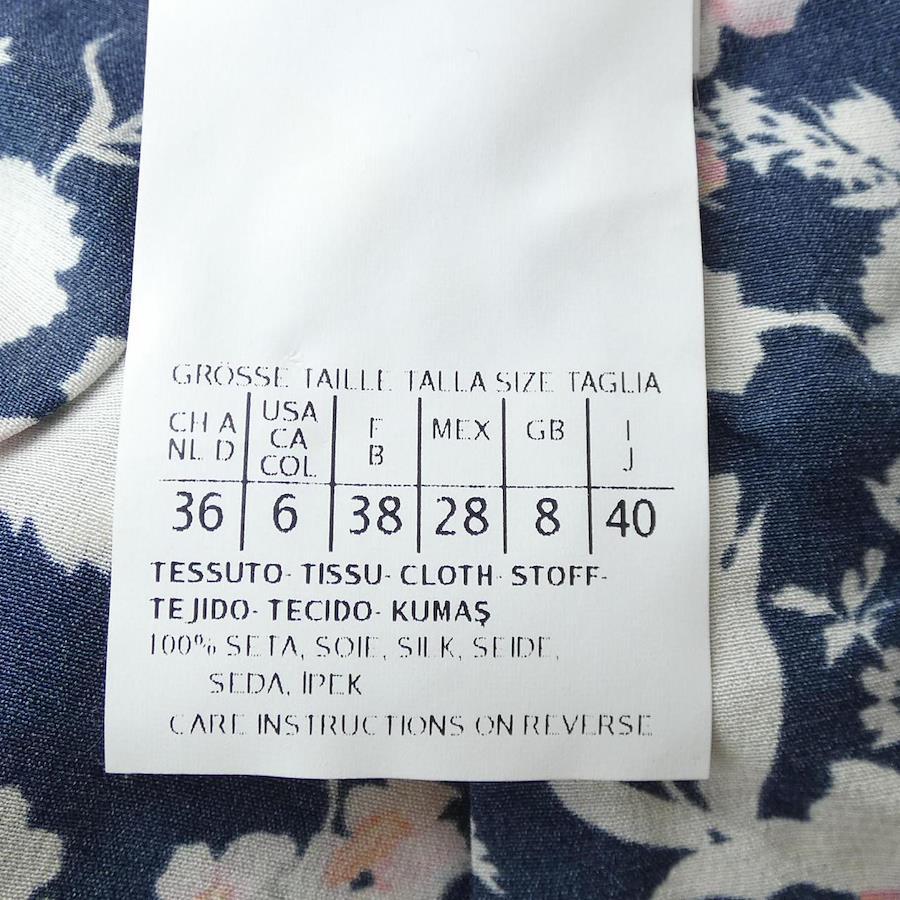 GRÖSSE TAILLE TALLA SIZE TAGLIA
CH A NL D | USA CA COL | F B | MEX | GB | I J
36 | 6 | 38 | 28 | 8 | 40
TESSUTO- TISSU- CLOTH- STOFF-
TEJIDO- TECIDO- KUMAŞ
100% SETA, SOIE, SILK, SEIDE,
SEDA, İPEK
CARE INSTRUCTIONS ON REVERSE